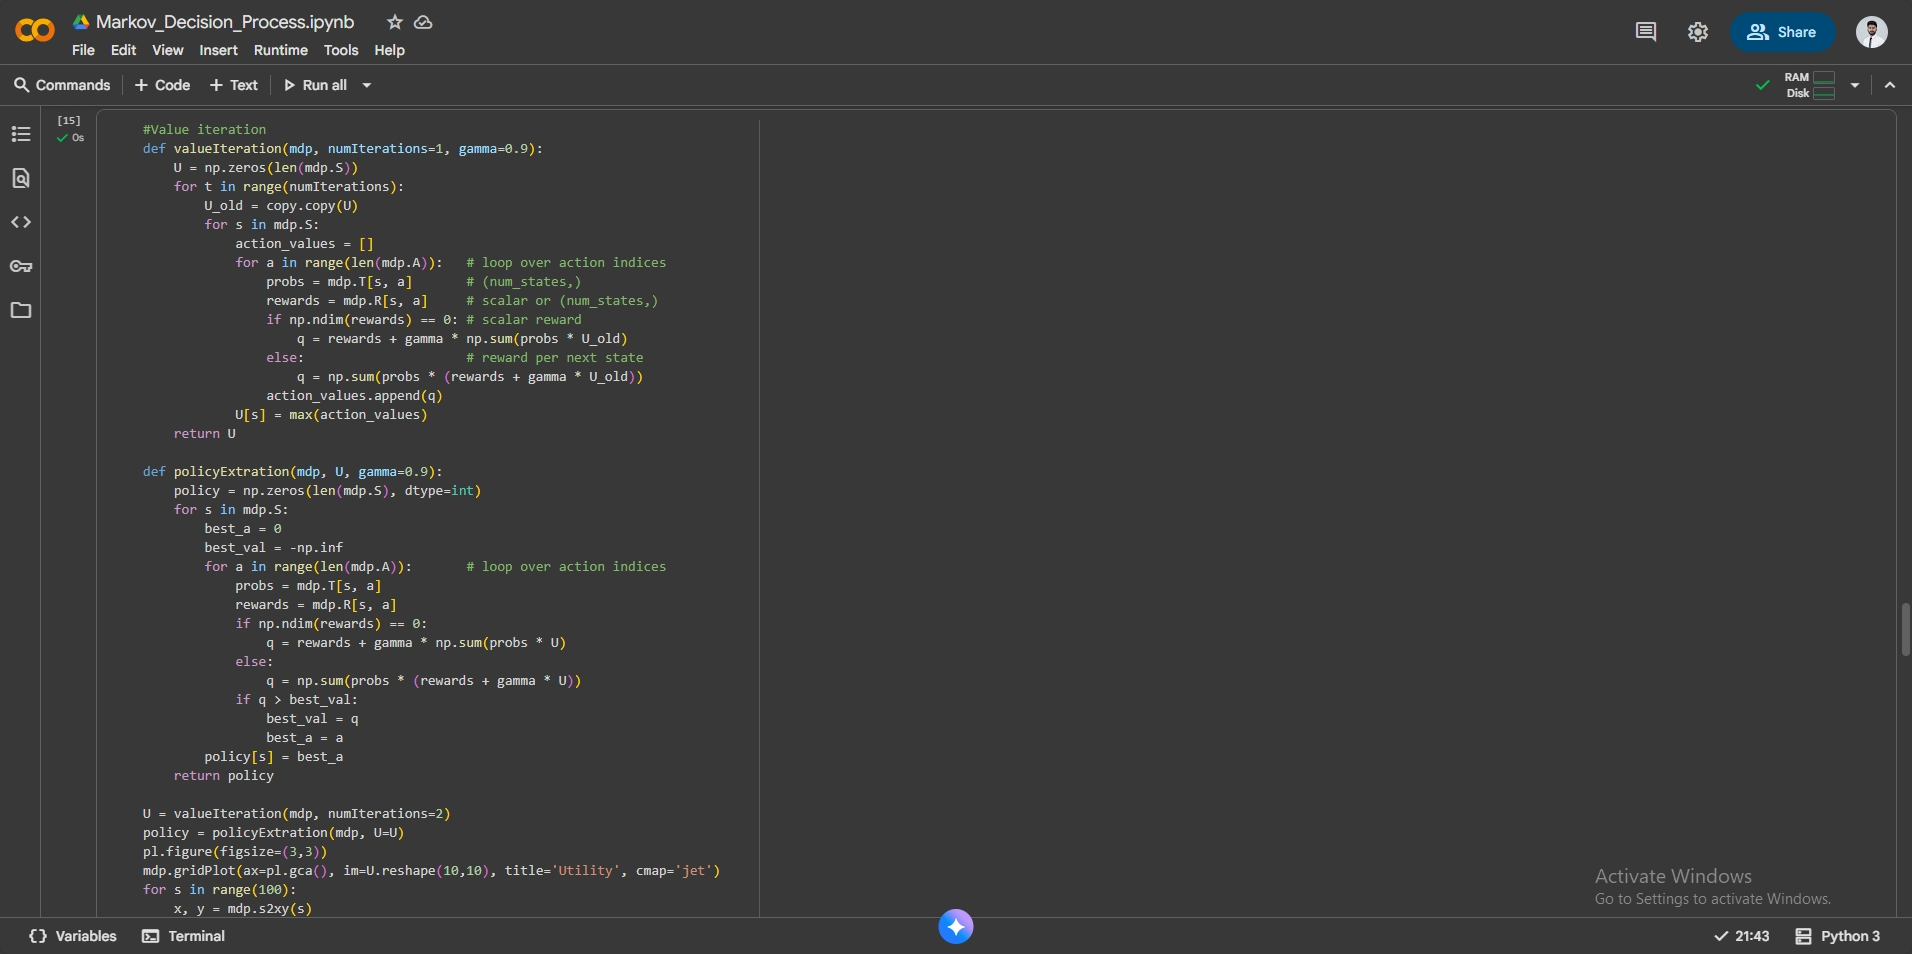 Markov_Decision_Process.ipynb
File Edit View Insert Runtime Tools Help
Share
Commands + Code + Text Run all
RAM
Disk
[15]
0s
#Value iteration
def valueIteration(mdp, numIterations=1, gamma=0.9):
    U = np.zeros(len(mdp.S))
    for t in range(numIterations):
        U_old = copy.copy(U)
        for s in mdp.S:
            action_values = []
            for a in range(len(mdp.A)):   # loop over action indices
                probs = mdp.T[s, a]       # (num_states,)
                rewards = mdp.R[s, a]     # scalar or (num_states,)
                if np.ndim(rewards) == 0: # scalar reward
                    q = rewards + gamma * np.sum(probs * U_old)
                else:                     # reward per next state
                    q = np.sum(probs * (rewards + gamma * U_old))
                action_values.append(q)
            U[s] = max(action_values)
    return U
def policyExtration(mdp, U, gamma=0.9):
    policy = np.zeros(len(mdp.S), dtype=int)
    for s in mdp.S:
        best_a = 0
        best_val = -np.inf
        for a in range(len(mdp.A)):       # loop over action indices
            probs = mdp.T[s, a]
            rewards = mdp.R[s, a]
            if np.ndim(rewards) == 0:
                q = rewards + gamma * np.sum(probs * U)
            else:
                q = np.sum(probs * (rewards + gamma * U))
            if q > best_val:
                best_val = q
                best_a = a
        policy[s] = best_a
    return policy
U = valueIteration(mdp, numIterations=2)
policy = policyExtration(mdp, U=U)
pl.figure(figsize=(3,3))
mdp.gridPlot(ax=pl.gca(), im=U.reshape(10,10), title='Utility', cmap='jet')
for s in range(100):
    x, y = mdp.s2xy(s)
Activate Windows
Go to Settings to activate Windows.
{} Variables Terminal
21:43 Python 3